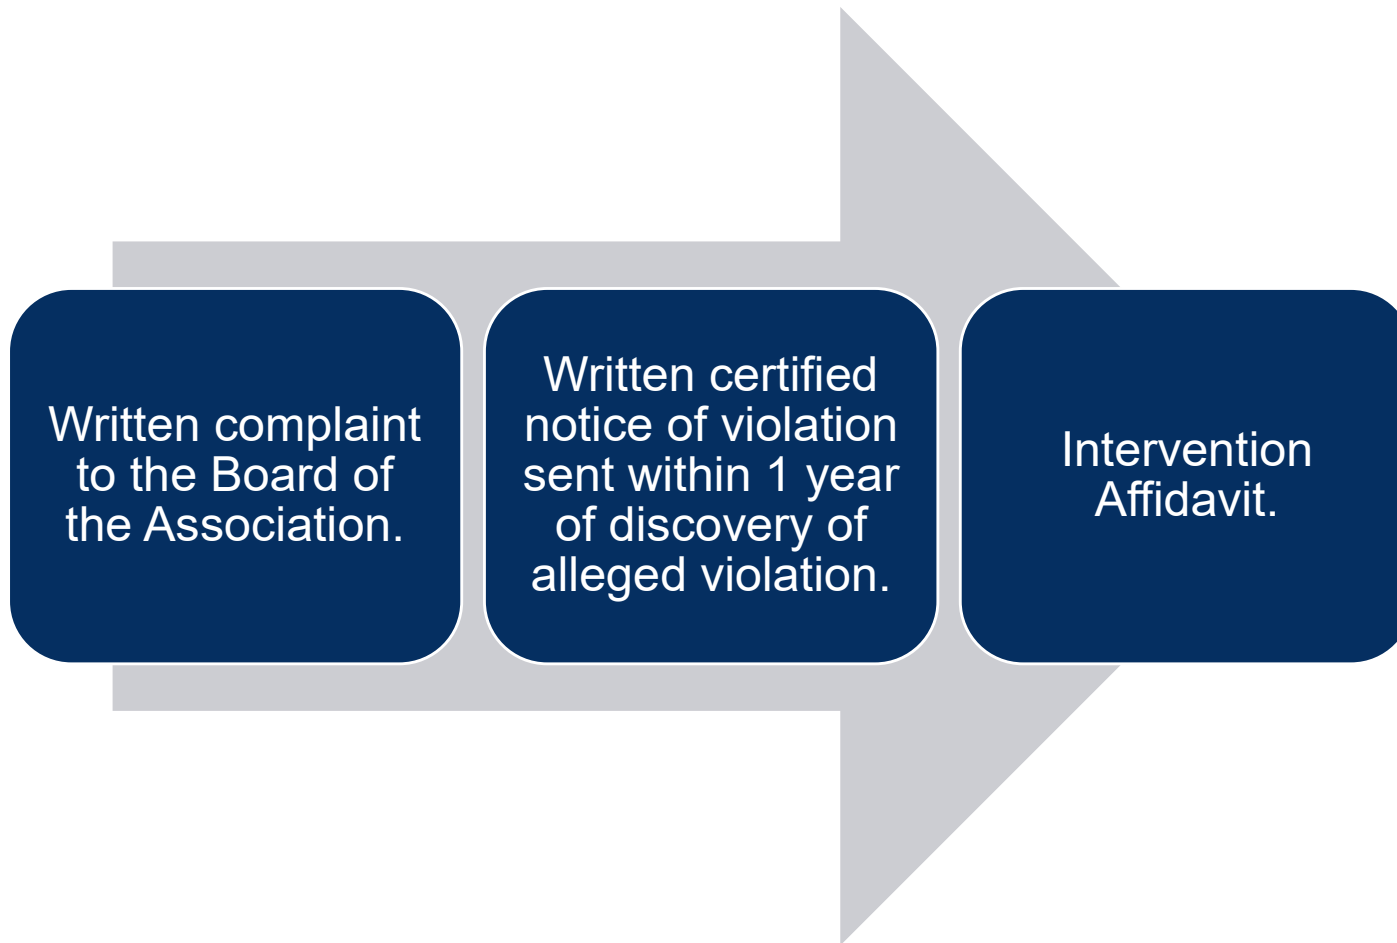 Written complaint
to the Board of
the Association.
Written certified
notice of violation
sent within 1 year
of discovery of
alleged violation.
Intervention
Affidavit.